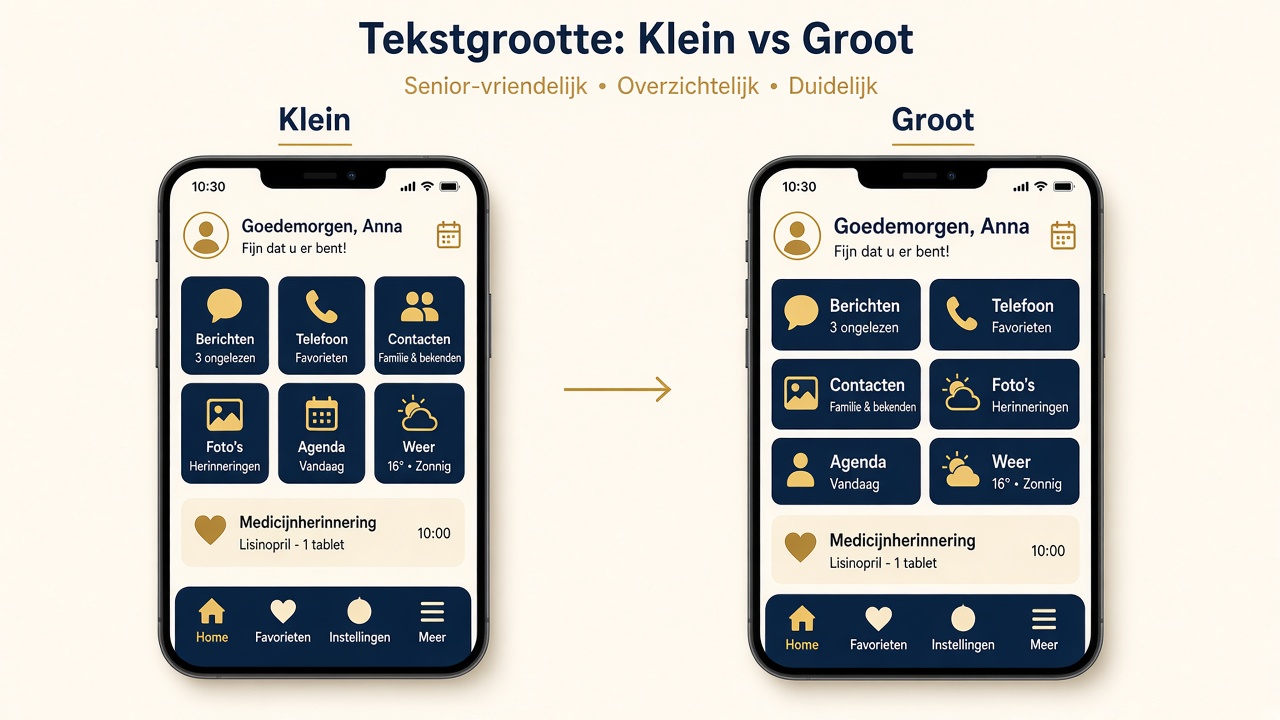 Tekstgrootte: Klein vs Groot
Senior-vriendelijk • Overzichtelijk • Duidelijk
Klein
10:30
Goedemorgen, Anna
Fijn dat u er bent!
Berichten
3 ongelezen
Telefoon
Favorieten
Contacten
Familie & bekenden
Foto's
Herinneringen
Agenda
Vandaag
Weer
16° • Zonnig
Medicijnherinnering
Lisinopril - 1 tablet
10:00
Home
Favorieten
Instellingen
Meer
Groot
10:30
Goedemorgen, Anna
Fijn dat u er bent!
Berichten
3 ongelezen
Telefoon
Favorieten
Contacten
Familie & bekenden
Foto's
Herinneringen
Agenda
Vandaag
Weer
16° • Zonnig
Medicijnherinnering
Lisinopril - 1 tablet
10:00
Home
Favorieten
Instellingen
Meer